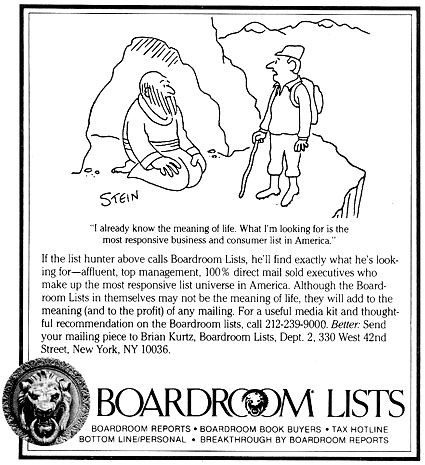 STEIN
"I already know the meaning of life. What I'm looking for is the
most responsive business and consumer list in America."
If the list hunter above calls Boardroom Lists, he'll find exactly what he's look-
ing for—affluent, top management, 100% direct mail sold executives who
make up the most responsive list universe in America. Although the Board-
room Lists in themselves may not be the meaning of life, they will add to the
meaning (and to the profit) of any mailing. For a useful media kit and thought-
ful recommendation on the Boardroom lists, call 212-239-9000. Better: Send
your mailing piece to Brian Kurtz, Boardroom Lists, Dept. 2, 330 West 42nd
Street, New York, NY 10036.
BOARDROOM LISTS
BOARDROOM REPORTS • BOARDROOM BOOK BUYERS • TAX HOTLINE
BOTTOM LINE/PERSONAL • BREAKTHROUGH BY BOARDROOM REPORTS